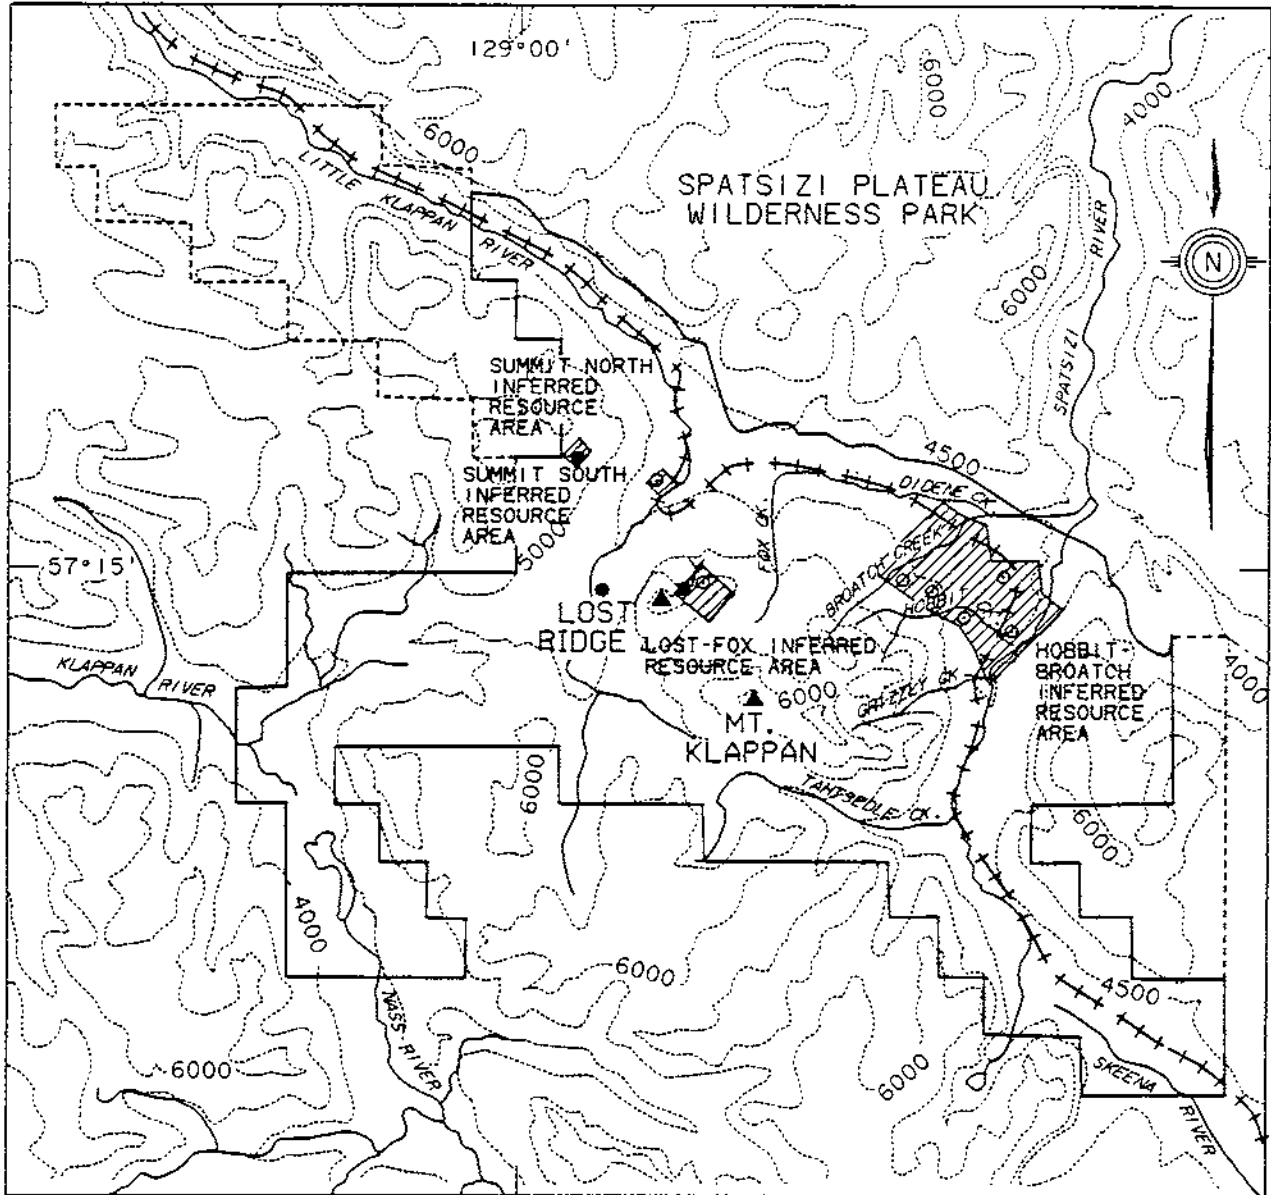 129°00'
6000
6000
4000
LITTLE
KLAPPAN
RIVER
SPATSIZI PLATEAU
WILDERNESS PARK
RIVER
N
6000
SPATSIZI
SUMMIT NORTH
INFERRED
RESOURCE
AREA
SUMMIT SOUTH
INFERRED
RESOURCE
AREA
4500
DIDENE CK
5000
57°15'
FOX CK
BROATCH CREEK
HOBBIT
LOST
RIDGE
LOST-FOX INFERRED
RESOURCE AREA
HOBBIT-
BROATCH
INFERRED
RESOURCE
AREA
4000
KLAPPAN
RIVER
6000
GRIZZLY CK
MT.
KLAPPAN
6000
TAHTSEDLE CK.
6000
4000
6000
4500
NASS RIVER
6000
6000
SKEENA
RIVER